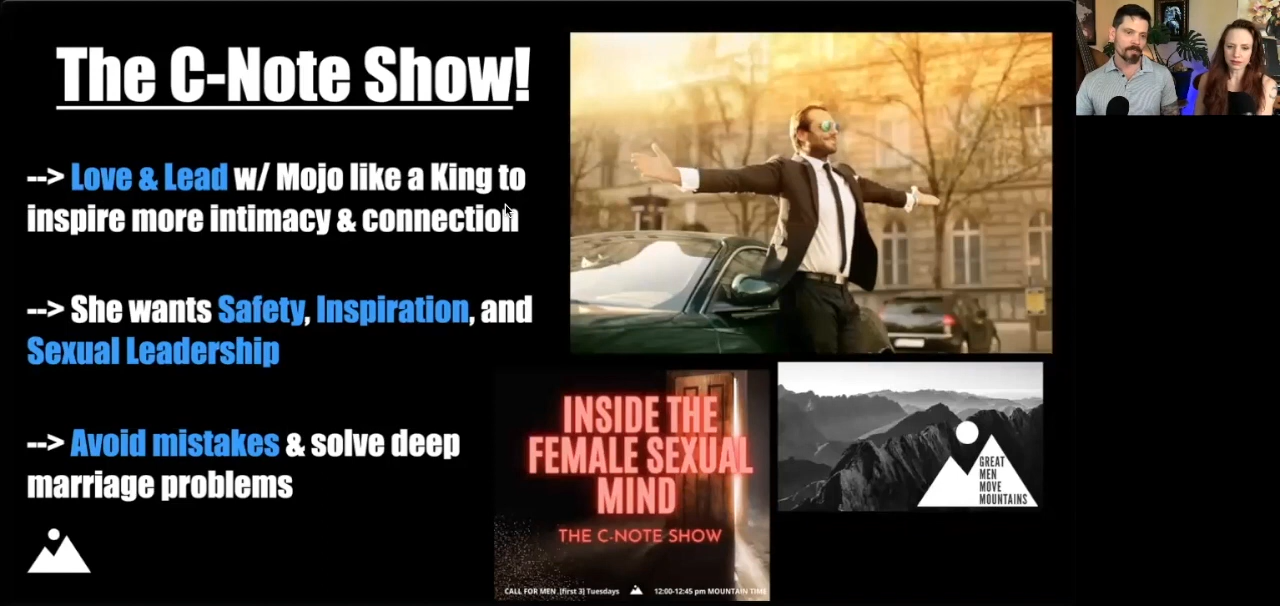 The C-Note Show!
--> Love & Lead w/ Mojo like a King to
inspire more intimacy & connection
--> She wants Safety, Inspiration, and
Sexual Leadership
--> Avoid mistakes & solve deep
marriage problems
INSIDE THE
FEMALE SEXUAL
MIND
THE C-NOTE SHOW
CALL FOR MEN [first 3] Tuesdays 12:00-12:45 pm MOUNTAIN TIME
GREAT
MEN
MOVE
MOUNTAINS